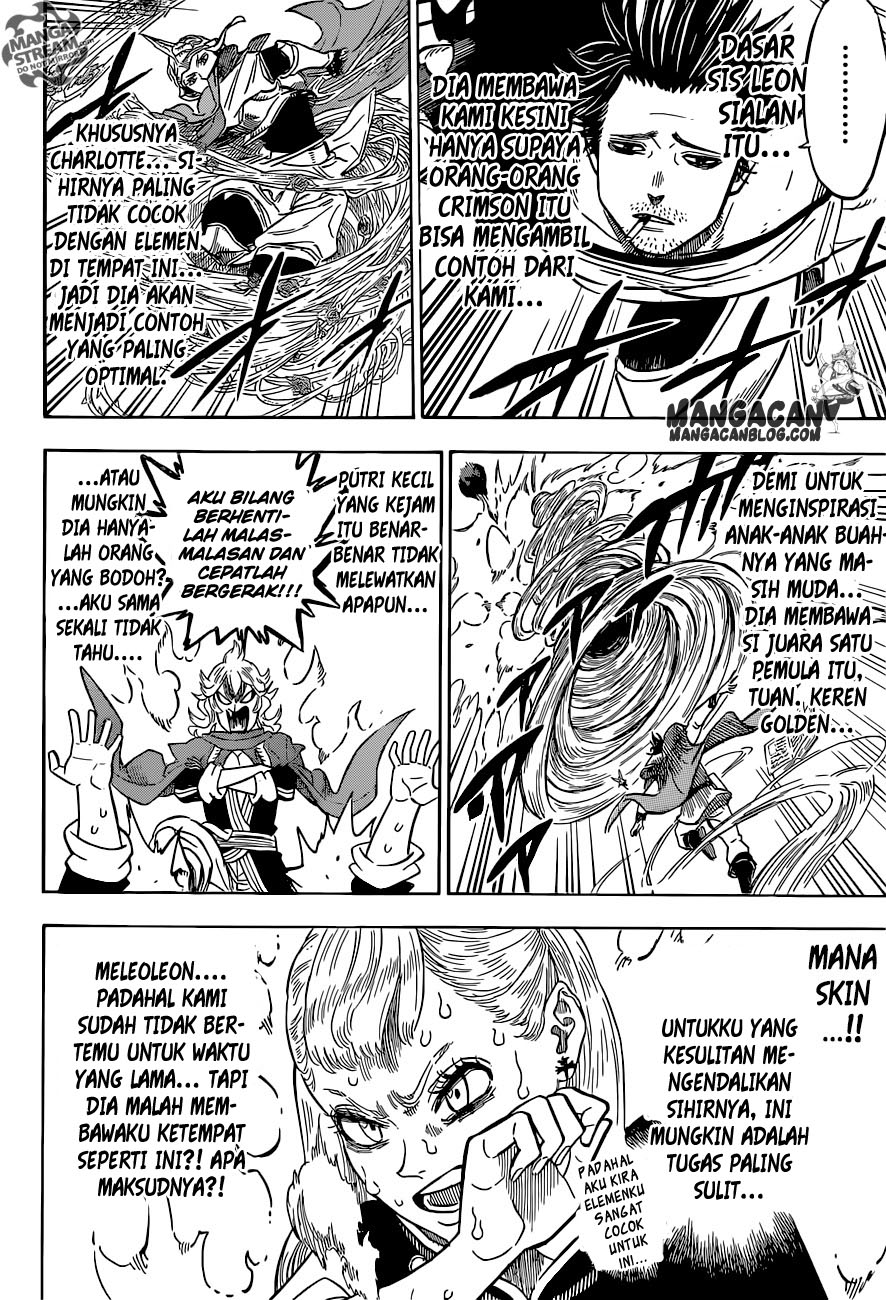 MANGA
STREAM
DO NOT MIRROR
.........
DASAR
SIS LEON
SIALAN
ITU...
DIA MEMBAWA
KAMI KESINI
HANYA SUPAYA
ORANG-ORANG
CRIMSON ITU
BISA MENGAMBIL
CONTOH DARI
KAMI...
KHUSUSNYA
CHARLOTTE... SI-
HIRNYA PALING
TIDAK COCOK
DENGAN ELEMEN
DI TEMPAT INI...
JADI DIA AKAN
MENJADI CONTOH
YANG PALING
OPTIMAL.
MANGACAN
MANGACANBLOG.COM
DEMI UNTUK
MENGINSPIRASI
ANAK-ANAK BUAH-
NYA YANG MA-
SIH MUDA...
DIA MEMBAWA
SI JUARA SATU
PEMULA ITU,
TUAN. KEREN
GOLDEN...
PUTRI KECIL
YANG KEJAM
ITU BENAR-
BENAR TIDAK
MELEWATKAN
APAPUN...
AKU BILANG
BERHENTI-
LAH MALAS-
MALASAN DAN
CEPATLAH
BERGERAK!!!
...ATAU
MUNGKIN
DIA HANYA-
LAH ORANG
YANG BODOH?
...AKU SAMA
SEKALI TIDAK
TAHU....
MANA
SKIN
...!!
UNTUKKU YANG
KESULITAN ME-
NGENDALIKAN
SIHIRNYA, INI
MUNGKIN ADALAH
TUGAS PALING
SULIT...
PADAHAL
AKU KIRA
ELEMENKU
SANGAT
COCOK
UNTUK
INI...
MELEOLEON....
PADAHAL KAMI
SUDAH TIDAK BER-
TEMU UNTUK WAKTU
YANG LAMA... TAPI
DIA MALAH MEM-
BAWAKU KETEMPAT
SEPERTI INI?! APA
MAKSUDNYA?!